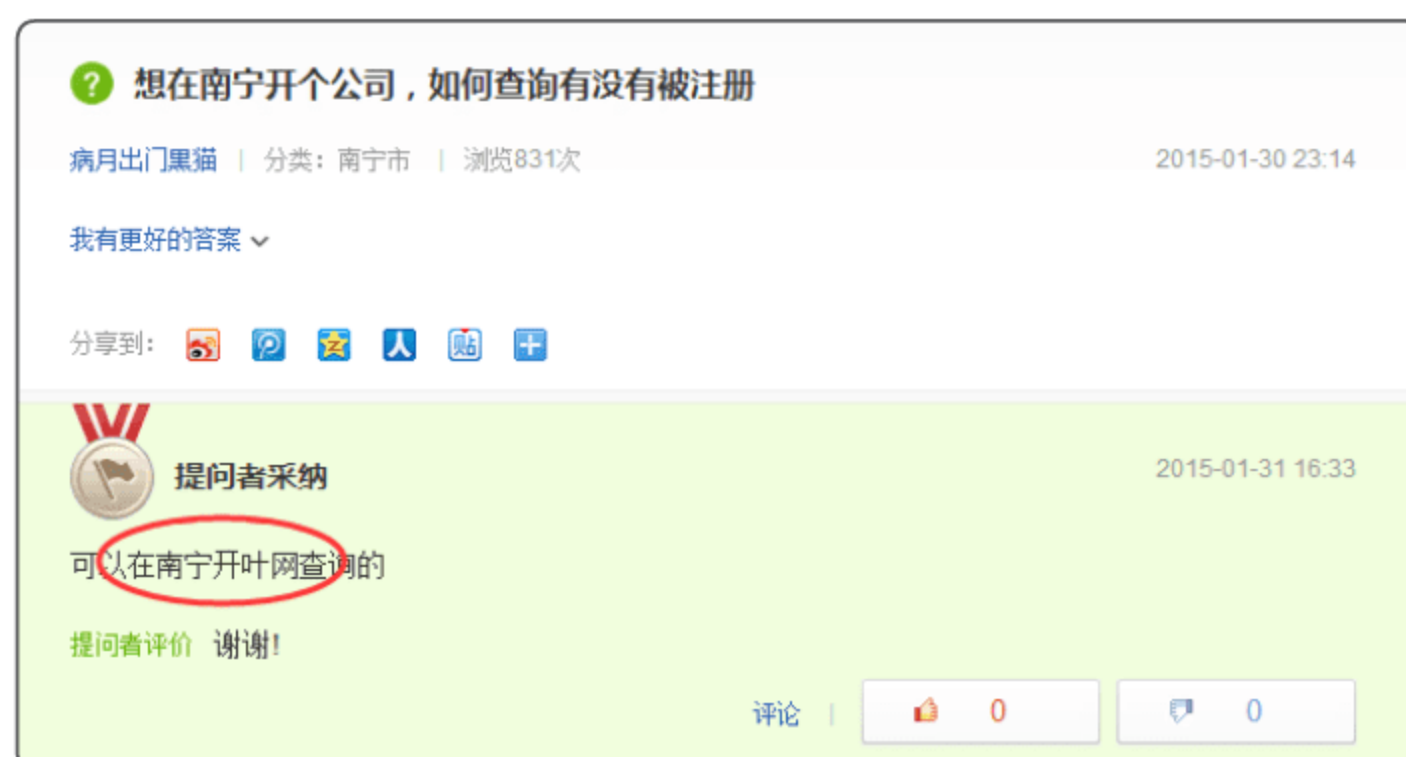 想在南宁开个公司，如何查询有没有被注册
病月出门黑猫 | 分类：南宁市 | 浏览831次 2015-01-30 23:14
我有更好的答案
分享到：
贴
提问者采纳 2015-01-31 16:33
可以在南宁开叶网查询的
提问者评价 谢谢！
评论 | 0 0